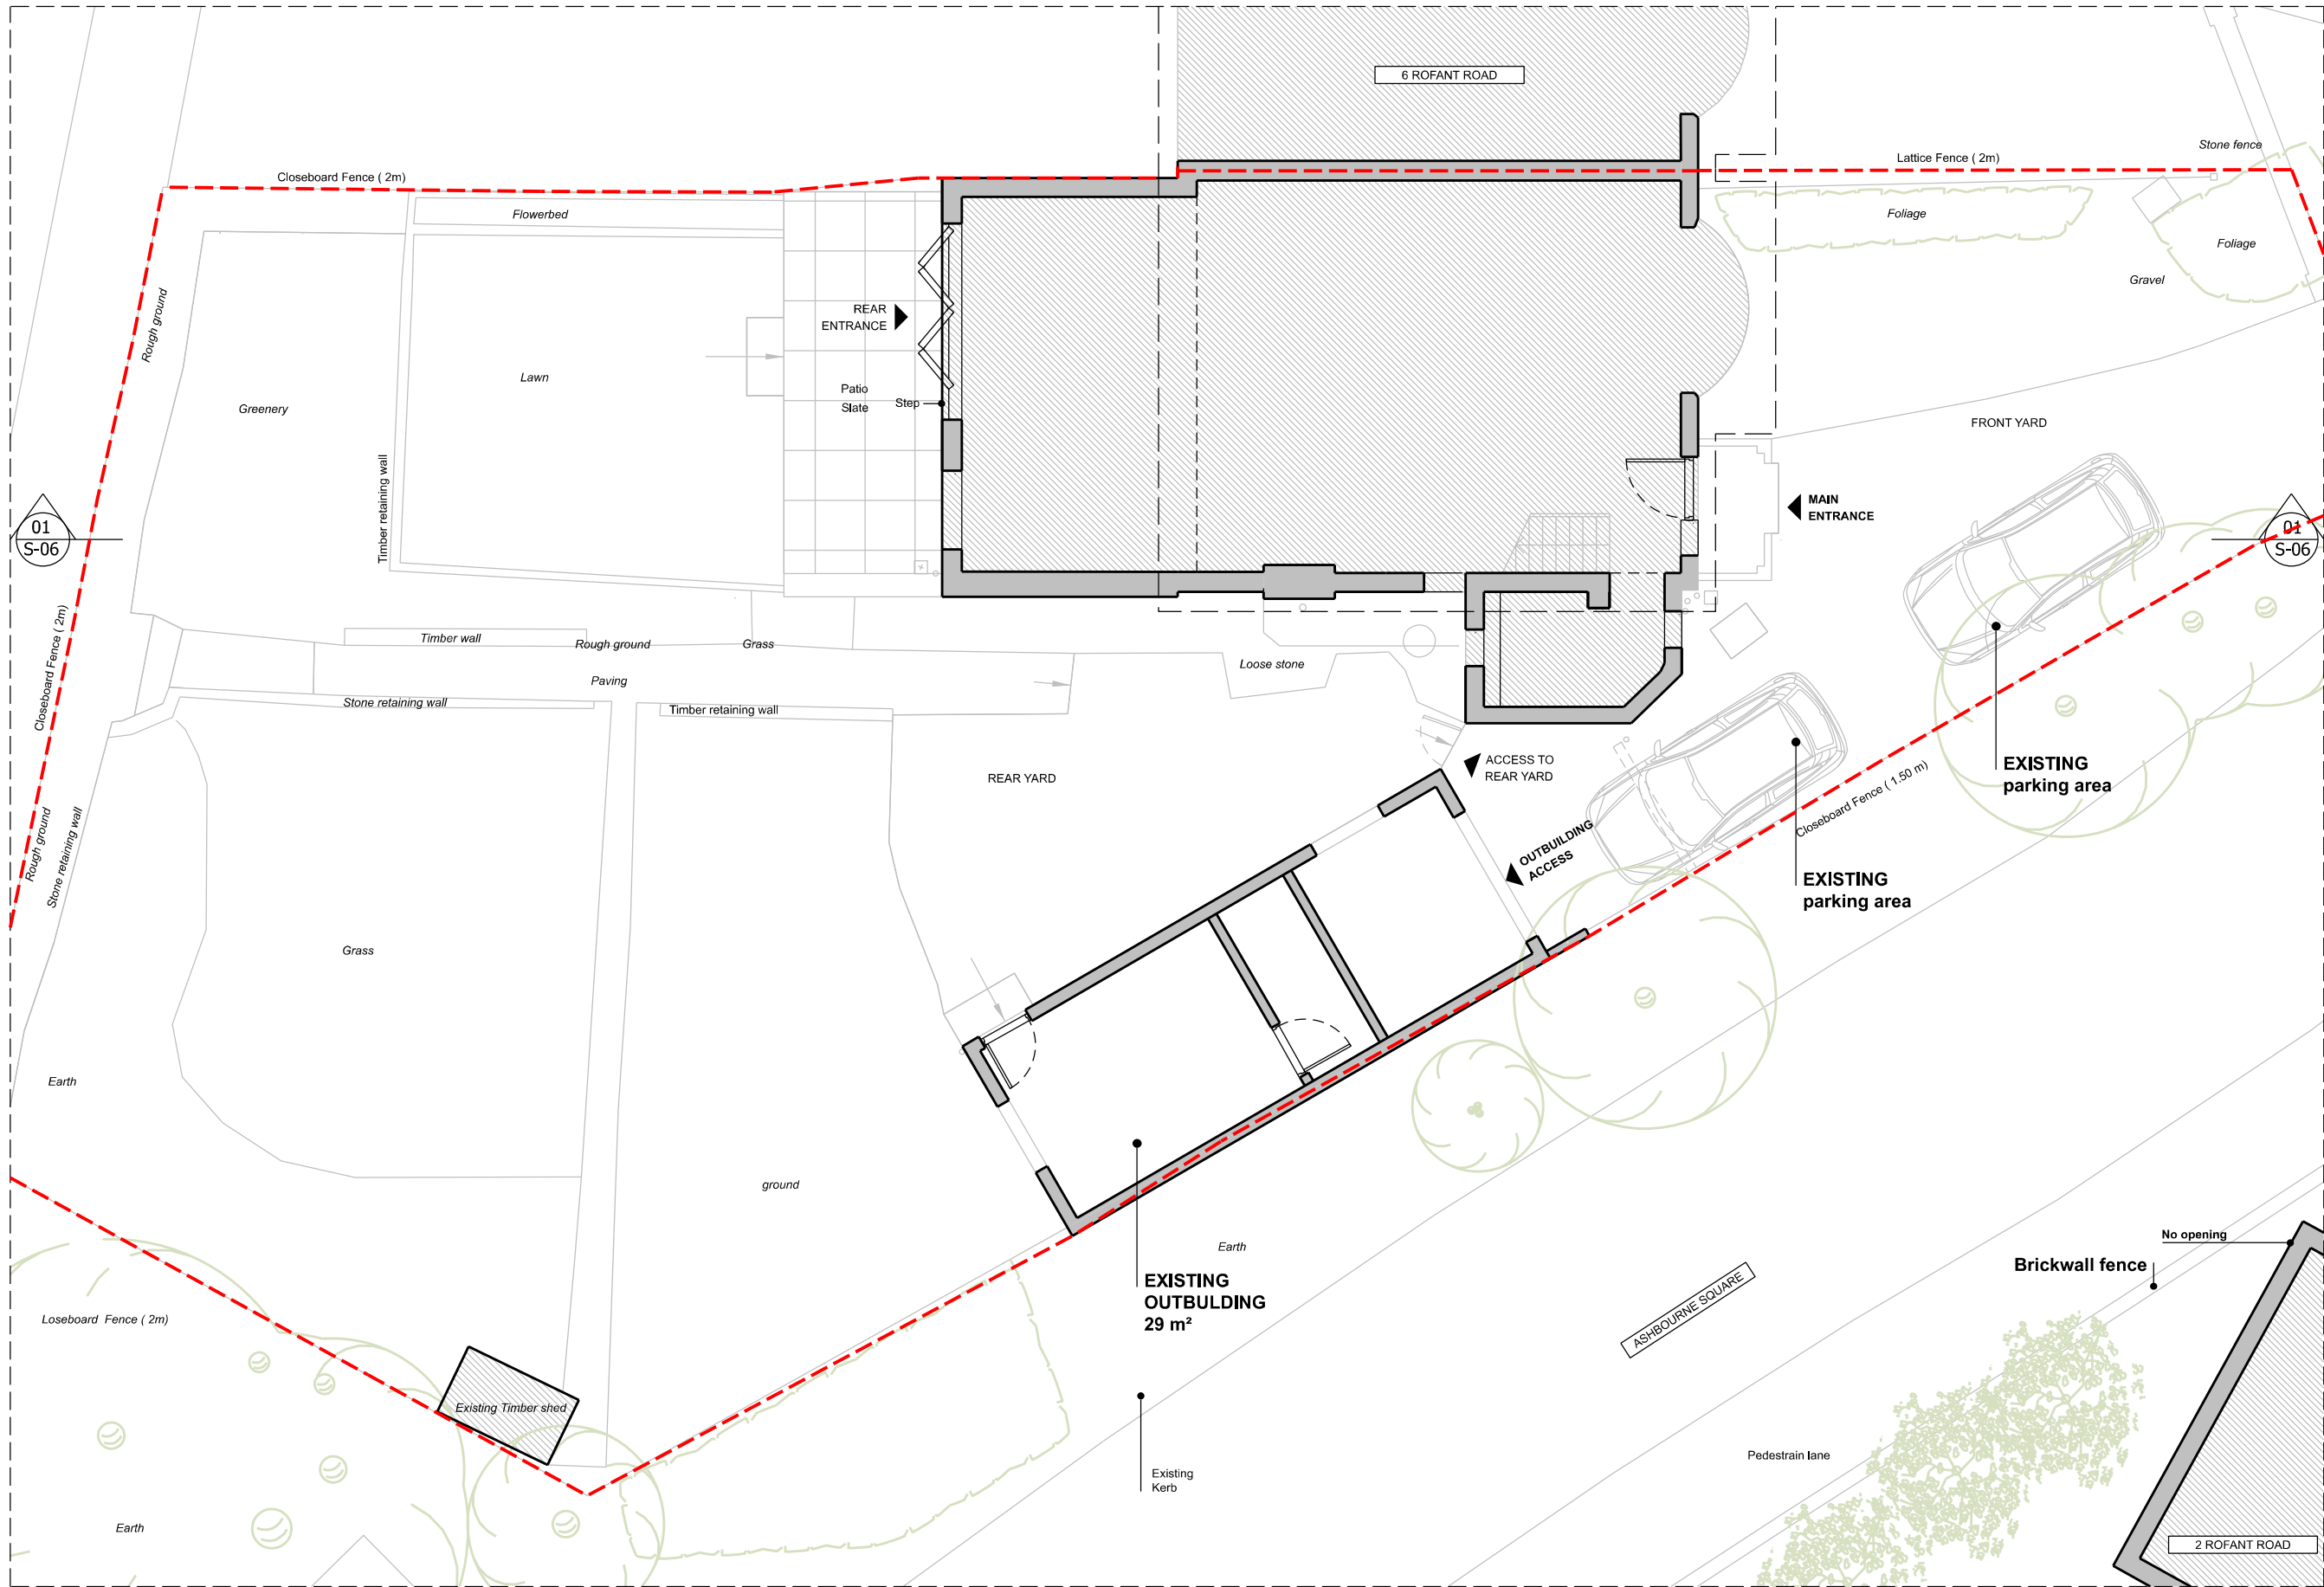 6 ROFANT ROAD
Stone fence
Lattice Fence ( 2m)
Closeboard Fence ( 2m)
Flowerbed
Foliage
Foliage
Gravel
Rough ground
REAR
ENTRANCE
Lawn
Patio
Slate
Step
Greenery
FRONT YARD
Timber retaining wall
MAIN
ENTRANCE
01
S-06
01
S-06
Closeboard Fence ( 2m)
Timber wall
Rough ground
Grass
Loose stone
Paving
Stone retaining wall
Timber retaining wall
REAR YARD
ACCESS TO
REAR YARD
EXISTING
parking area
Closeboard Fence ( 1.50 m)
OUTBUILDING
ACCESS
EXISTING
parking area
Rough ground
Stone retaining wall
Grass
Earth
ground
Earth
EXISTING
OUTBULDING
29 m²
No opening
Brickwall fence
ASHBOURNE SQUARE
Loseboard  Fence ( 2m)
Existing Timber shed
Existing
Kerb
Pedestrain lane
Earth
2 ROFANT ROAD